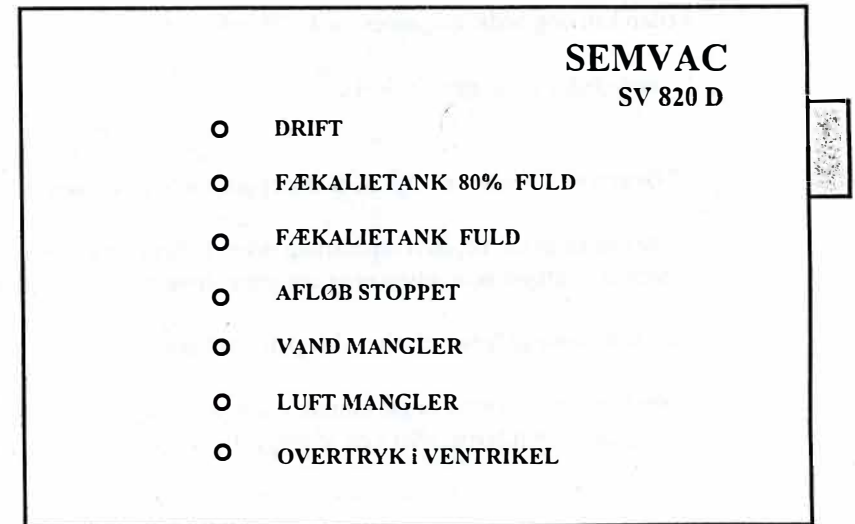 SEMVAC
SV 820 D
DRIFT
FÆKALIETANK 80% FULD
FÆKALIETANK FULD
AFLØB STOPPET
VAND MANGLER
LUFT MANGLER
OVERTRYK i VENTRIKEL